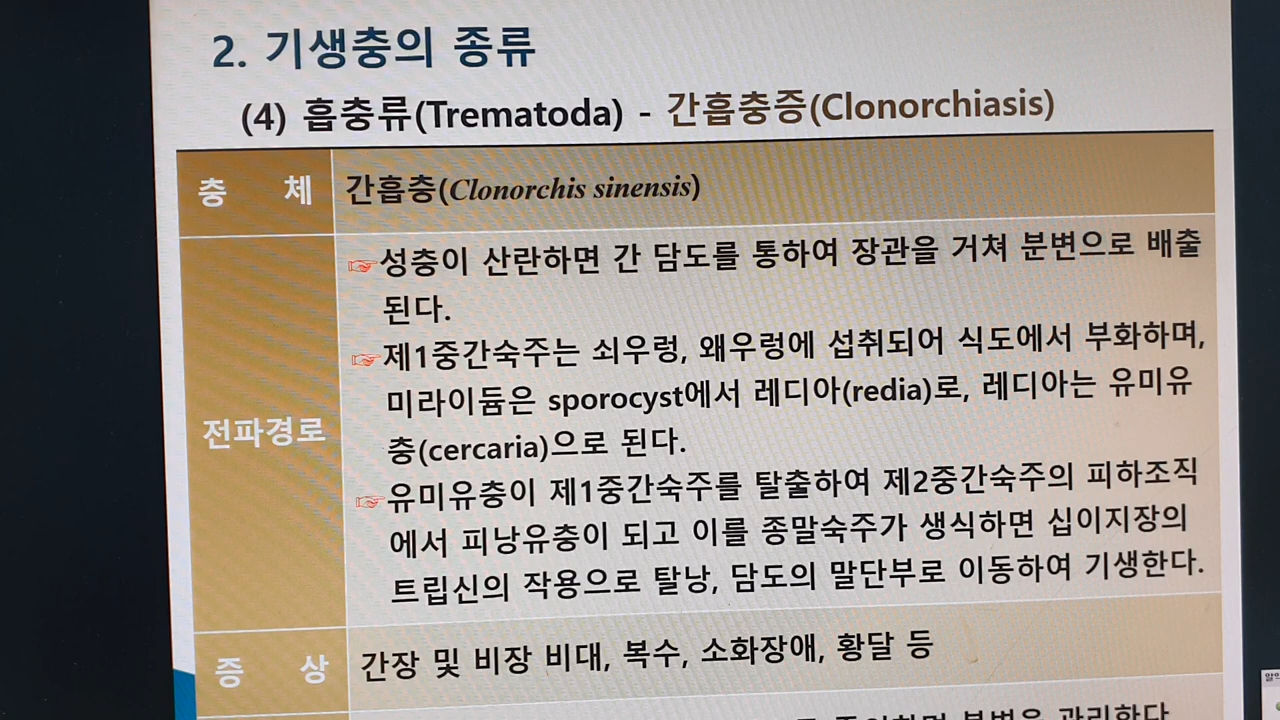 2. 기생충의 종류
(4) 흡충류(Trematoda) - 간흡충증(Clonorchiasis)
충 체
간흡충(Clonorchis sinensis)
전파경로
☞성충이 산란하면 간 담도를 통하여 장관을 거쳐 분변으로 배출
된다.
☞제1중간숙주는 쇠우렁, 왜우렁에 섭취되어 식도에서 부화하며,
미라이듐은 sporocyst에서 레디아(redia)로, 레디아는 유미유
충(cercaria)으로 된다.
☞유미유충이 제1중간숙주를 탈출하여 제2중간숙주의 피하조직
에서 피낭유충이 되고 이를 종말숙주가 생식하면 십이지장의
트립신의 작용으로 탈낭, 담도의 말단부로 이동하여 기생한다.
증 상
간장 및 비장 비대, 복수, 소화장애, 황달 등
분변을 관리한다